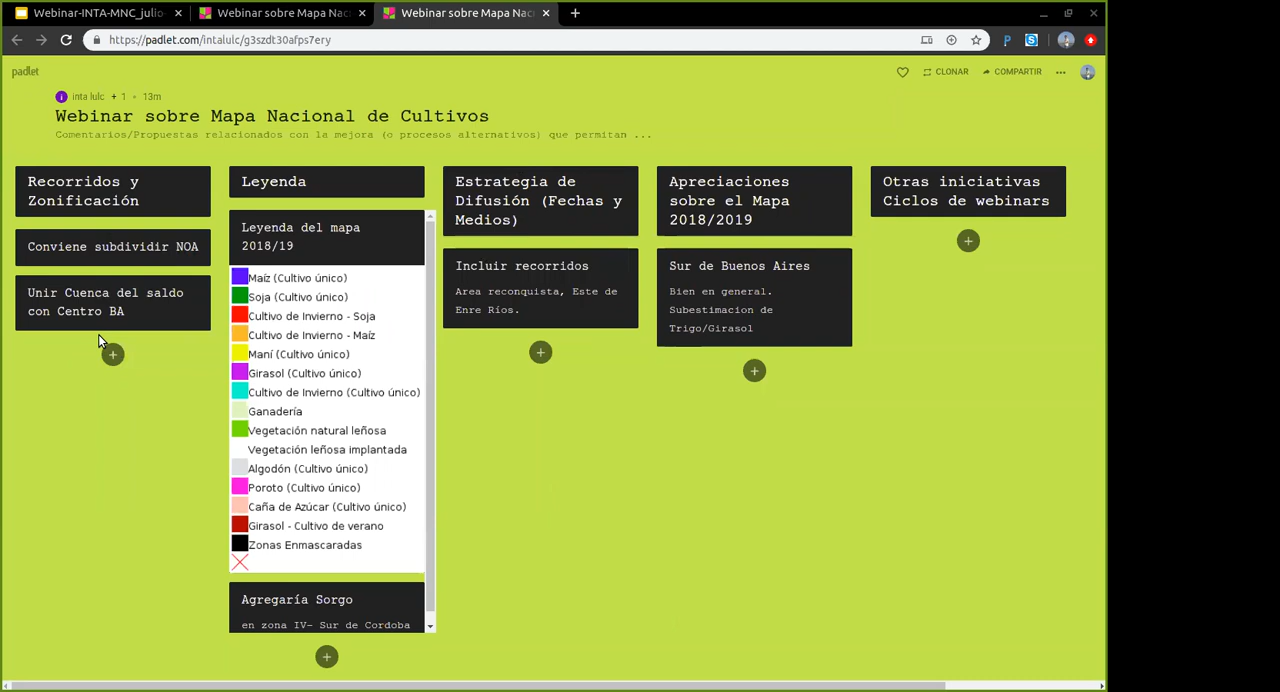 Webinar-INTA-MNC_julio-
Webinar sobre Mapa Nac
Webinar sobre Mapa Nac
https://padlet.com/intalulc/g3szdt30afps7ery
padlet
CLONAR
COMPARTIR
inta lulc + 1 • 13m
Webinar sobre Mapa Nacional de Cultivos
Comentarios/Propuestas relacionados con la mejora (o procesos alternativos) que permitan ...
Recorridos y
Zonificación
Conviene subdividir NOA
Unir Cuenca del saldo
con Centro BA
Leyenda
Leyenda del mapa
2018/19
Maíz (Cultivo único)
Soja (Cultivo único)
Cultivo de Invierno - Soja
Cultivo de Invierno - Maíz
Maní (Cultivo único)
Girasol (Cultivo único)
Cultivo de Invierno (Cultivo único)
Ganadería
Vegetación natural leñosa
Vegetación leñosa implantada
Algodón (Cultivo único)
Poroto (Cultivo único)
Caña de Azúcar (Cultivo único)
Girasol - Cultivo de verano
Zonas Enmascaradas
Agregaría Sorgo
en zona IV- Sur de Cordoba
Estrategia de
Difusión (Fechas y
Medios)
Incluir recorridos
Area reconquista, Este de
Enre Rios.
Apreciaciones
sobre el Mapa
2018/2019
Sur de Buenos Aires
Bien en general.
Subestimacion de
Trigo/Girasol
Otras iniciativas
Ciclos de webinars